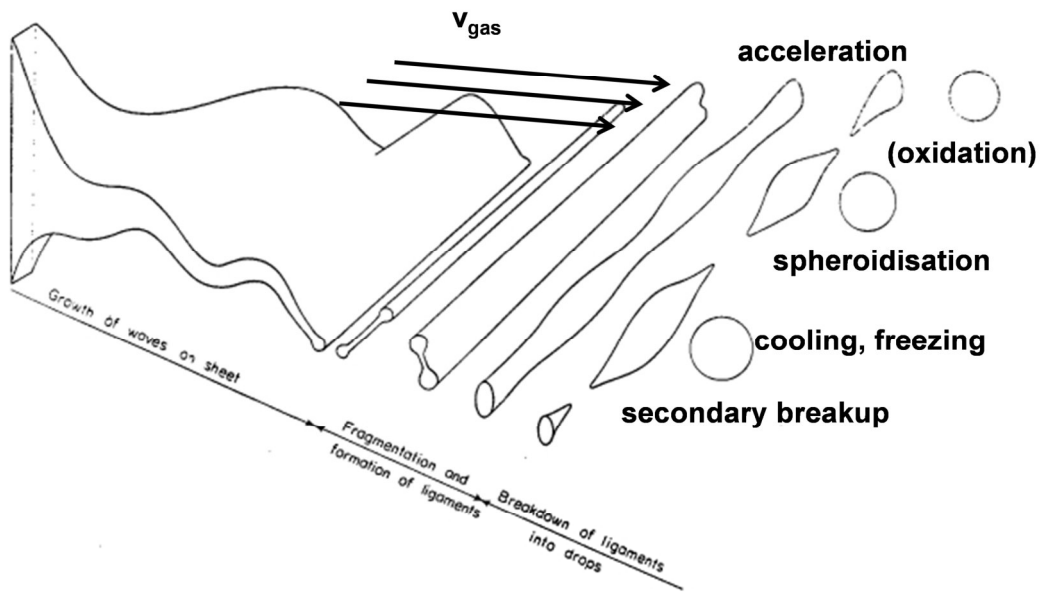 v_gas
acceleration
(oxidation)
spheroidisation
cooling, freezing
secondary breakup
Growth of waves on sheet
Fragmentation and
formation of ligaments
Breakdown of ligaments
into drops